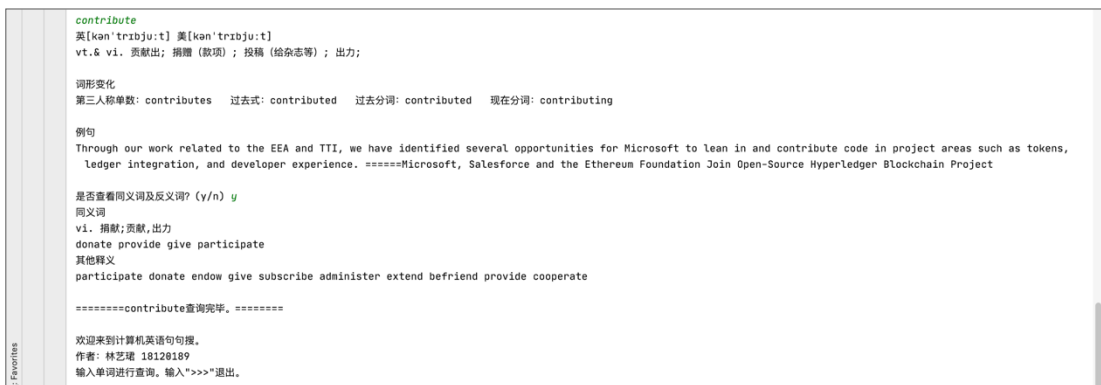 contribute
英[kən'trɪbjuːt] 美[kən'trɪbjuːt]
vt.& vi. 贡献出; 捐赠（款项）; 投稿（给杂志等）; 出力;
词形变化
第三人称单数: contributes 过去式: contributed 过去分词: contributed 现在分词: contributing
例句
Through our work related to the EEA and TTI, we have identified several opportunities for Microsoft to lean in and contribute code in project areas such as tokens,
ledger integration, and developer experience. ======Microsoft, Salesforce and the Ethereum Foundation Join Open-Source Hyperledger Blockchain Project
是否查看同义词及反义词? (y/n) y
同义词
vi. 捐献;贡献,出力
donate provide give participate
其他释义
participate donate endow give subscribe administer extend befriend provide cooperate
========contribute查询完毕。========
欢迎来到计算机英语句句搜。
作者: 林艺珺 18120189
输入单词进行查询。输入">>>"退出。
Favorites